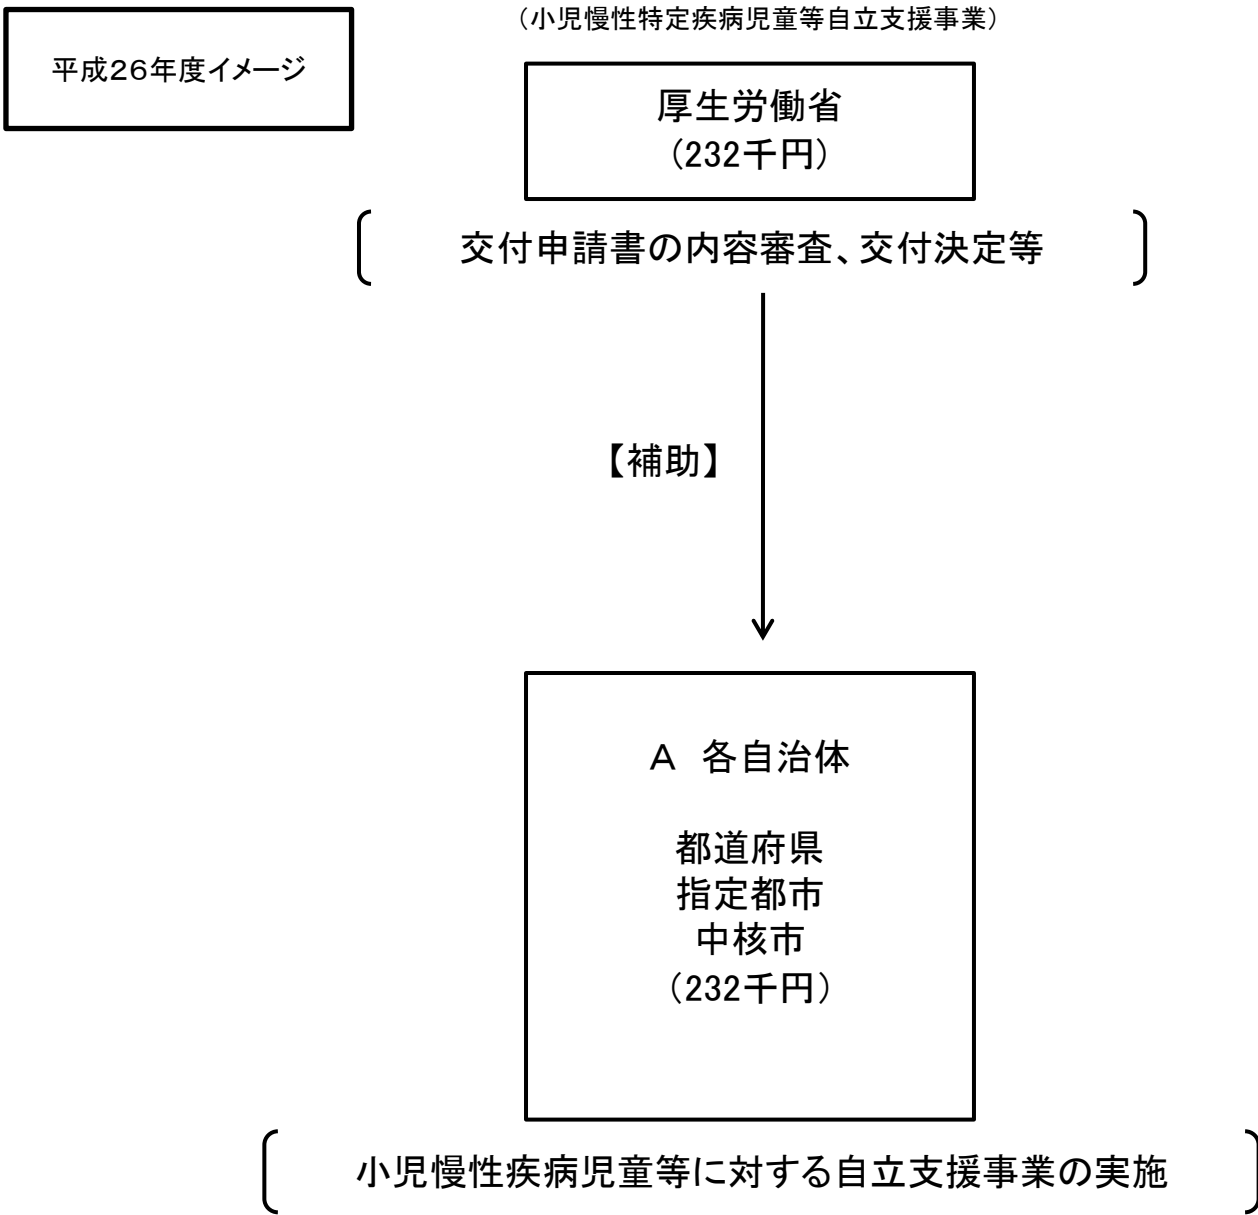 （小児慢性特定疾病児童等自立支援事業）
平成２６年度イメージ
厚生労働省
（232千円）
交付申請書の内容審査、交付決定等
【補助】
Ａ　各自治体
都道府県
指定都市
中核市
（232千円）
小児慢性疾病児童等に対する自立支援事業の実施